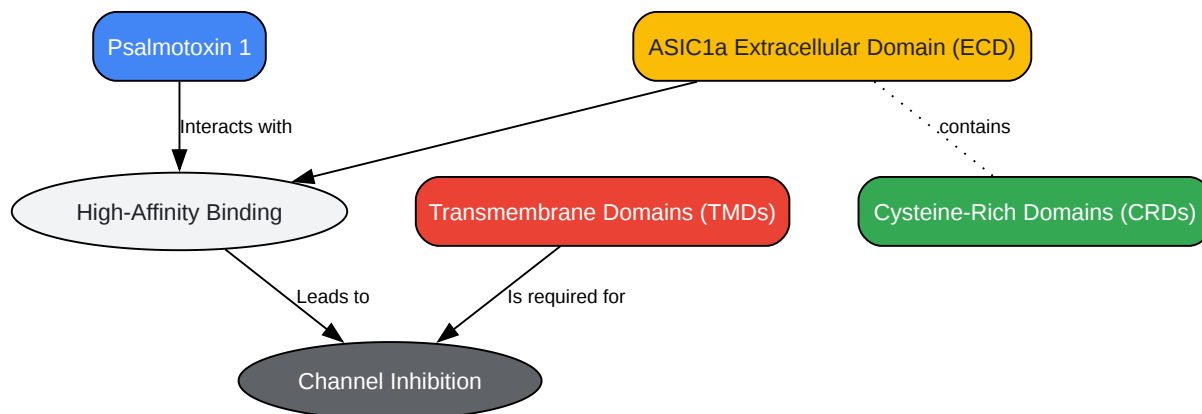 Psalmotoxin 1
ASIC1a Extracellular Domain (ECD)
Interacts with
contains
High-Affinity Binding
Transmembrane Domains (TMDs)
Cysteine-Rich Domains (CRDs)
Leads to
Is required for
Channel Inhibition